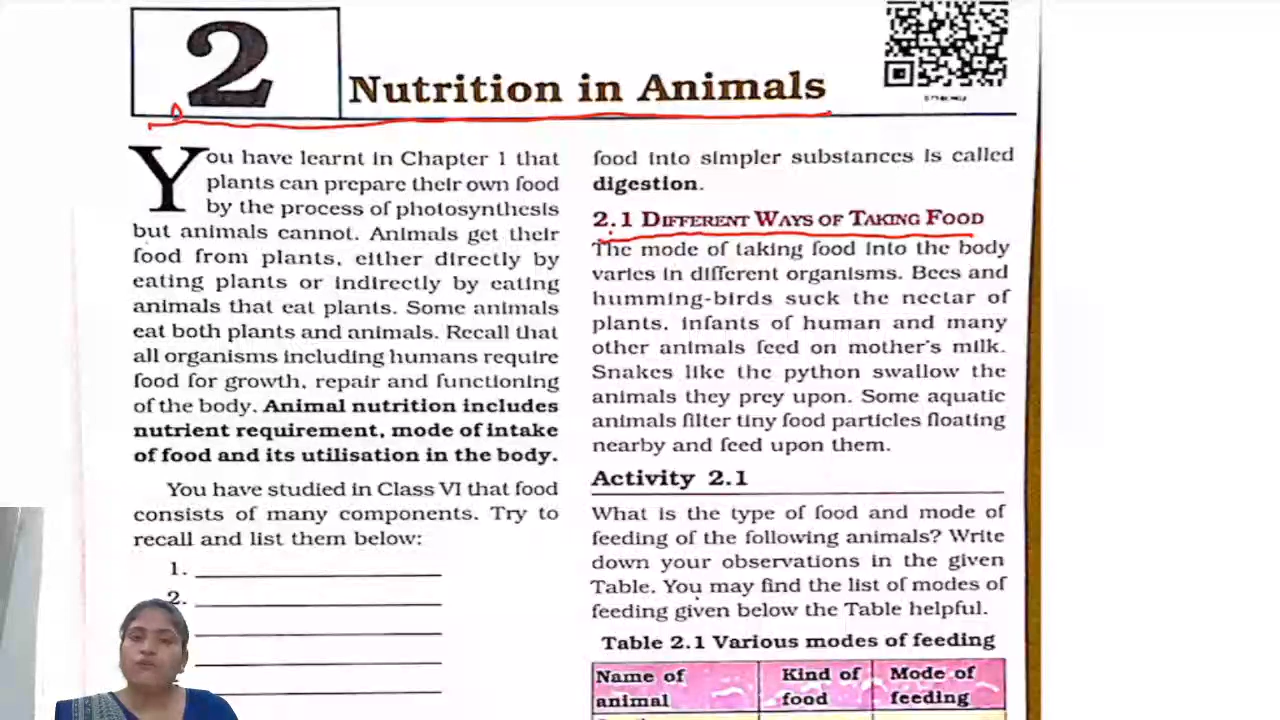 2
Nutrition in Animals
You have learnt in Chapter 1 that
plants can prepare their own food
by the process of photosynthesis
but animals cannot. Animals get their
food from plants, either directly by
eating plants or indirectly by eating
animals that eat plants. Some animals
eat both plants and animals. Recall that
all organisms including humans require
food for growth, repair and functioning
of the body. Animal nutrition includes
nutrient requirement, mode of intake
of food and its utilisation in the body.
You have studied in Class VI that food
consists of many components. Try to
recall and list them below:
1.
2.
food into simpler substances is called
digestion.
2.1 DIFFERENT WAYS OF TAKING FOOD
The mode of taking food into the body
varies in different organisms. Bees and
humming-birds suck the nectar of
plants, infants of human and many
other animals feed on mother's milk.
Snakes like the python swallow the
animals they prey upon. Some aquatic
animals filter tiny food particles floating
nearby and feed upon them.
Activity 2.1
What is the type of food and mode of
feeding of the following animals? Write
down your observations in the given
Table. You may find the list of modes of
feeding given below the Table helpful.
Table 2.1 Various modes of feeding
Name of animal Kind of food Mode of feeding